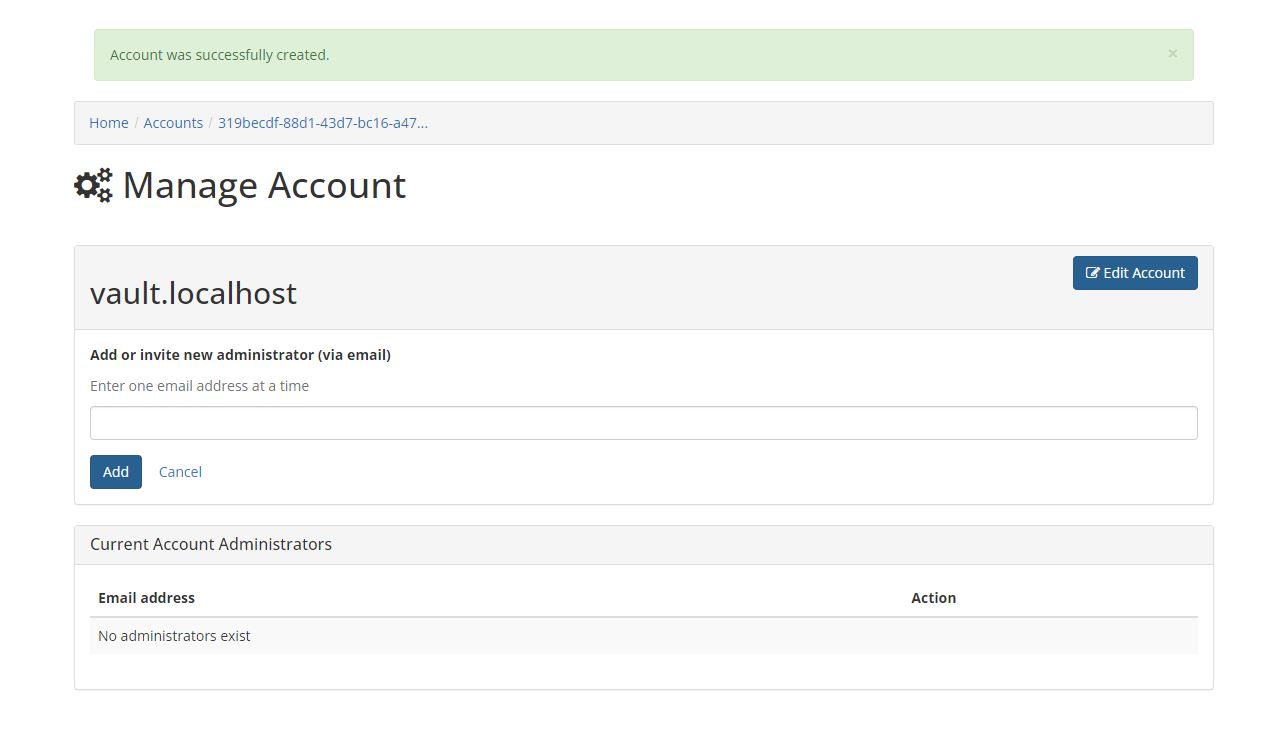 Account was successfully created. ×
Home / Accounts / 319becdf-88d1-43d7-bc16-a47...
Manage Account
Edit Account
vault.localhost
Add or invite new administrator (via email)
Enter one email address at a time
Add Cancel
Current Account Administrators
Email address Action
No administrators exist